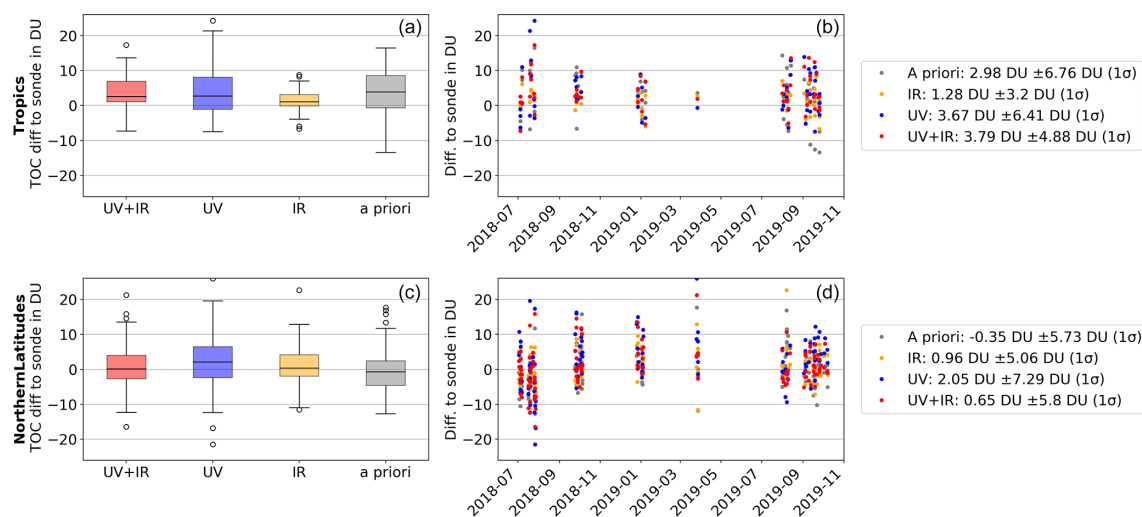 Tropics
TOC diff to sonde in DU
20
10
0
−10
−20
(a)
UV+IR UV IR a priori
Diff. to sonde in DU
20
10
0
−10
−20
(b)
2018-07 2018-09 2018-11 2019-01 2019-03 2019-05 2019-07 2019-09 2019-11
A priori: 2.98 DU ±6.76 DU (1σ)
IR: 1.28 DU ±3.2 DU (1σ)
UV: 3.67 DU ±6.41 DU (1σ)
UV+IR: 3.79 DU ±4.88 DU (1σ)
NorthernLatitudes
TOC diff to sonde in DU
20
10
0
−10
−20
(c)
UV+IR UV IR a priori
Diff. to sonde in DU
20
10
0
−10
−20
(d)
2018-07 2018-09 2018-11 2019-01 2019-03 2019-05 2019-07 2019-09 2019-11
A priori: -0.35 DU ±5.73 DU (1σ)
IR: 0.96 DU ±5.06 DU (1σ)
UV: 2.05 DU ±7.29 DU (1σ)
UV+IR: 0.65 DU ±5.8 DU (1σ)